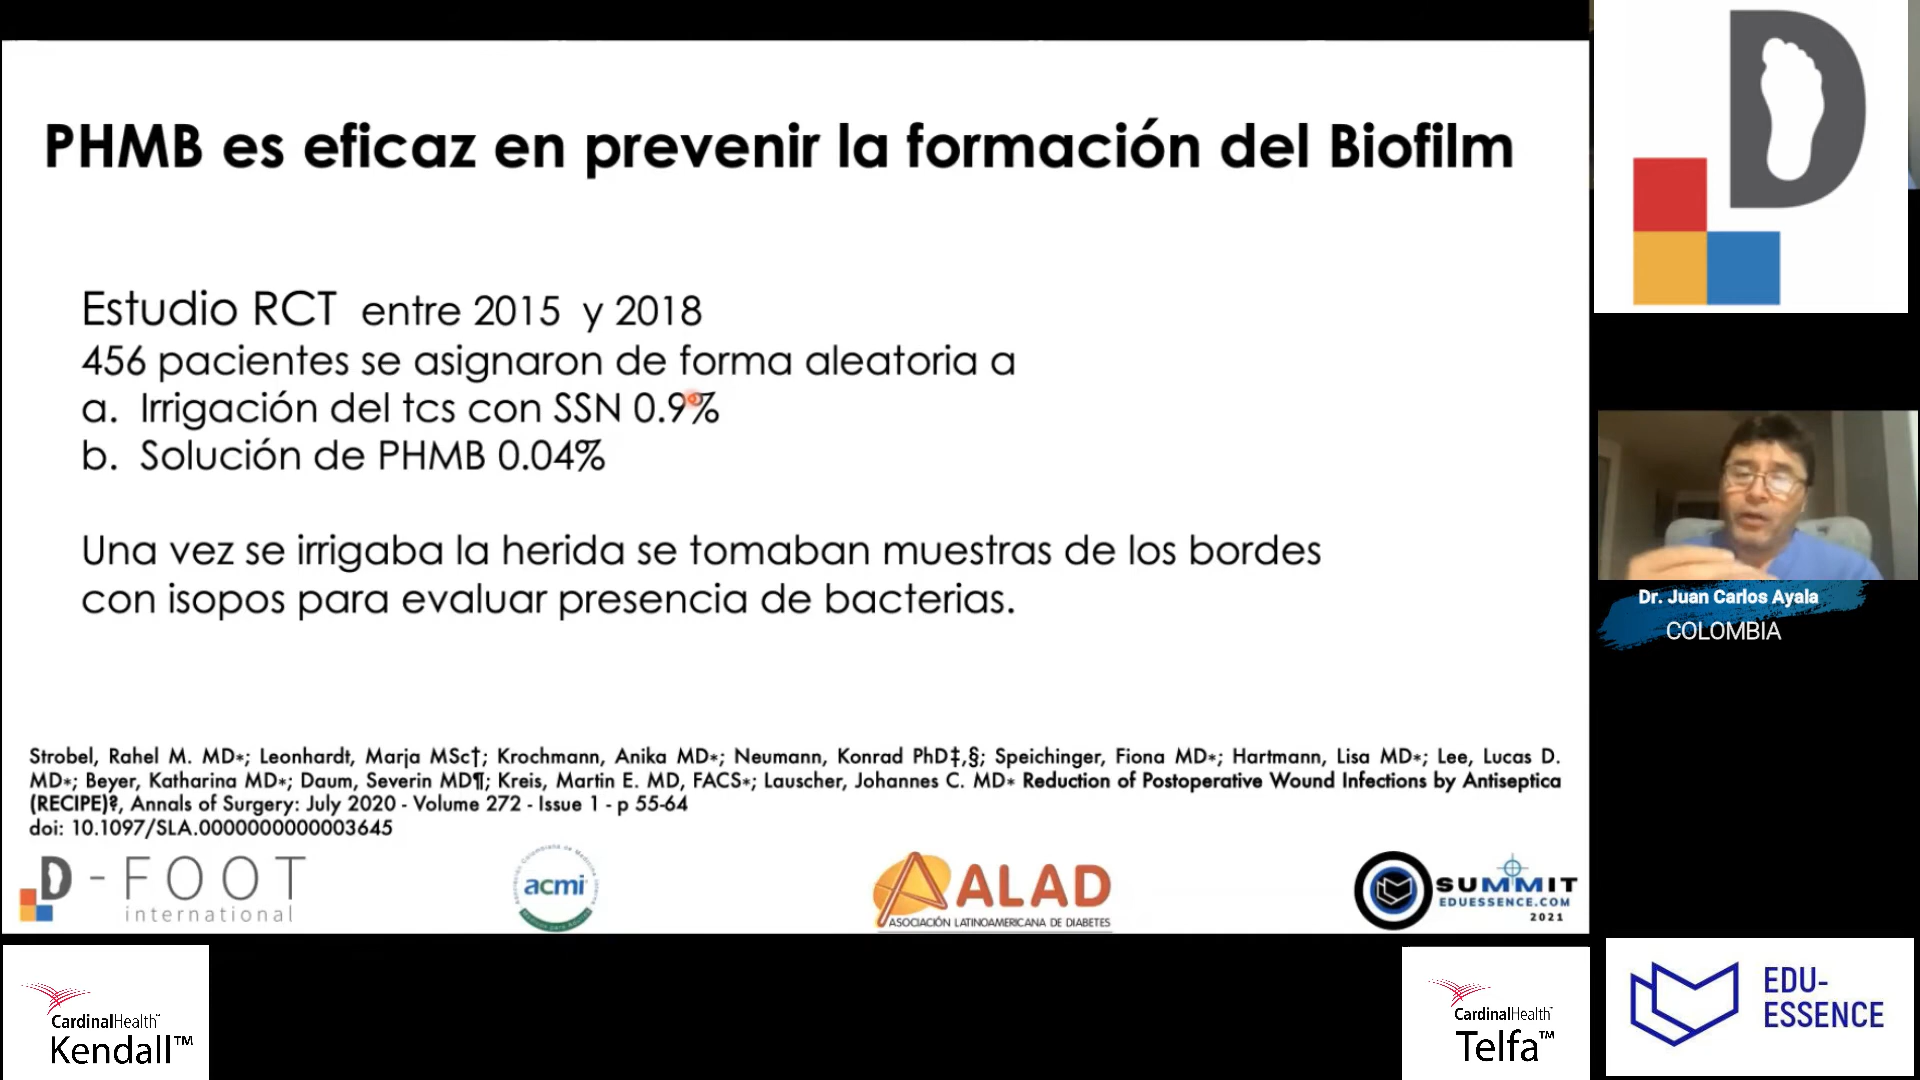 PHMB es eficaz en prevenir la formación del Biofilm
Estudio RCT entre 2015 y 2018
456 pacientes se asignaron de forma aleatoria a
a. Irrigación del tcs con SSN 0.9%
b. Solución de PHMB 0.04%
Una vez se irrigaba la herida se tomaban muestras de los bordes
con isopos para evaluar presencia de bacterias.
Strobel, Rahel M. MD*; Leonhardt, Marja MSc†; Krochmann, Anika MD*; Neumann, Konrad PhD‡,§; Speichinger, Fiona MD*; Hartmann, Lisa MD*; Lee, Lucas D.
MD*; Beyer, Katharina MD*; Daum, Severin MD¶; Kreis, Martin E. MD, FACS*; Lauscher, Johannes C. MD* Reduction of Postoperative Wound Infections by Antiseptica
(RECIPE)?, Annals of Surgery: July 2020 - Volume 272 - Issue 1 - p 55-64
doi: 10.1097/SLA.0000000000003645
D-FOOT
international
acmi
ALAD
ASOCIACIÓN LATINOAMERICANA DE DIABETES
SUMMIT
EDUESSENCE.COM
2021
D
Dr. Juan Carlos Ayala
COLOMBIA
CardinalHealth™
Kendall™
CardinalHealth™
Telfa™
EDU-
ESSENCE